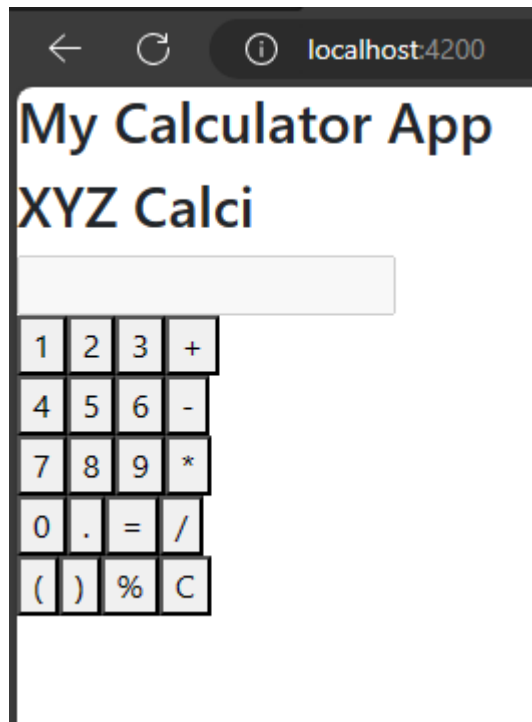 localhost:4200
My Calculator App
XYZ Calci
1 2 3 +
4 5 6 -
7 8 9 *
0 . = /
( ) % C